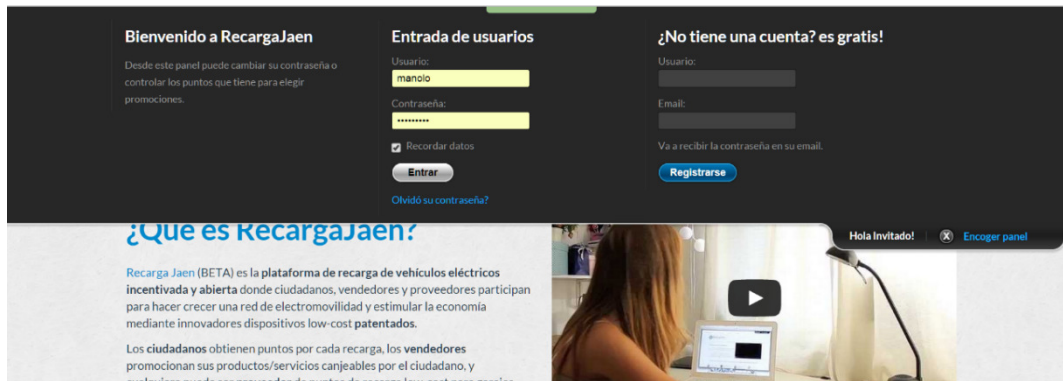 Bienvenido a RecargaJaen
Desde este panel puede cambiar su contraseña o
controlar los puntos que tiene para elegir
promociones.
Entrada de usuarios
Usuario:
manolo
Contraseña:
•••••••••
Recordar datos
Entrar
Olvidó su contraseña?
¿No tiene una cuenta? es gratis!
Usuario:
Email:
Va a recibir la contraseña en su email.
Registrarse
Hola Invitado!
X Encoger panel
¿Que es RecargaJaen?
Recarga Jaen (BETA) es la plataforma de recarga de vehículos eléctricos
incentivada y abierta donde ciudadanos, vendedores y proveedores participan
para hacer crecer una red de electromovilidad y estimular la economía
mediante innovadores dispositivos low-cost patentados.
Los ciudadanos obtienen puntos por cada recarga, los vendedores
promocionan sus productos/servicios canjeables por el ciudadano, y